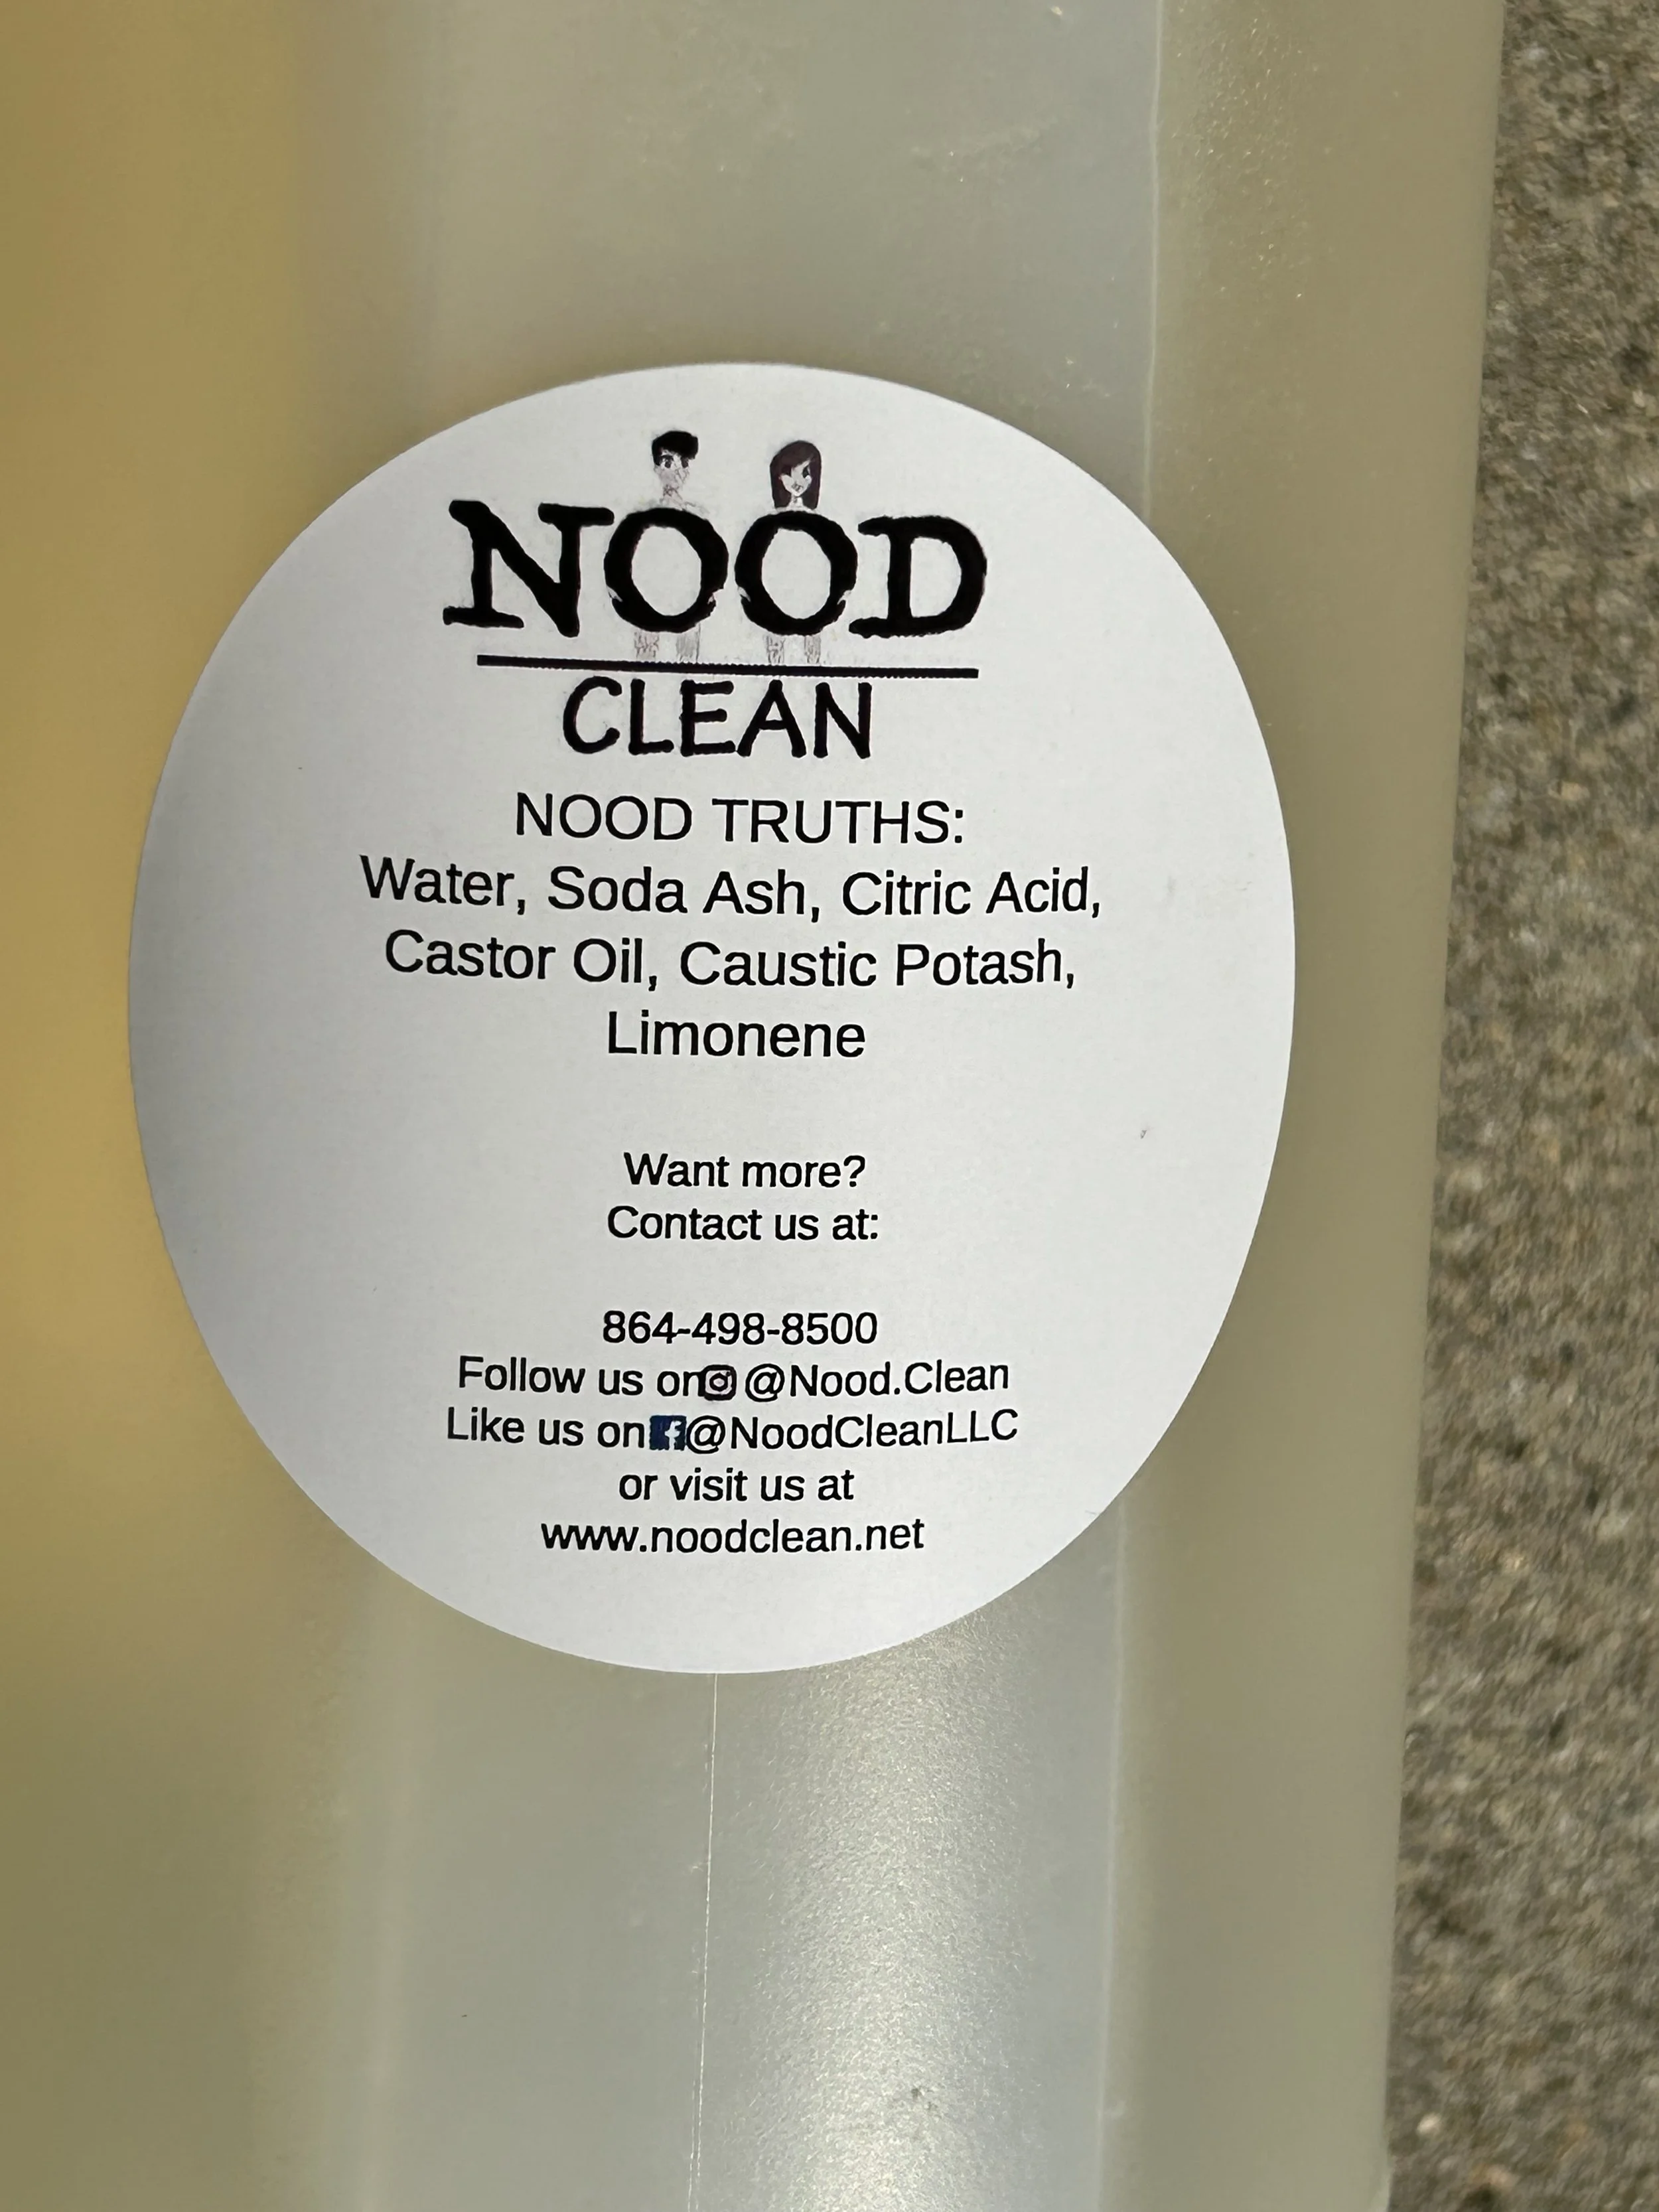 NOOD
CLEAN
NOOD TRUTHS:
Water, Soda Ash, Citric Acid,
Castor Oil, Caustic Potash,
Limonene
Want more?
Contact us at:
864-498-8500
Follow us on @Nood.Clean
Like us on f @NoodCleanLLC
or visit us at
www.noodclean.net